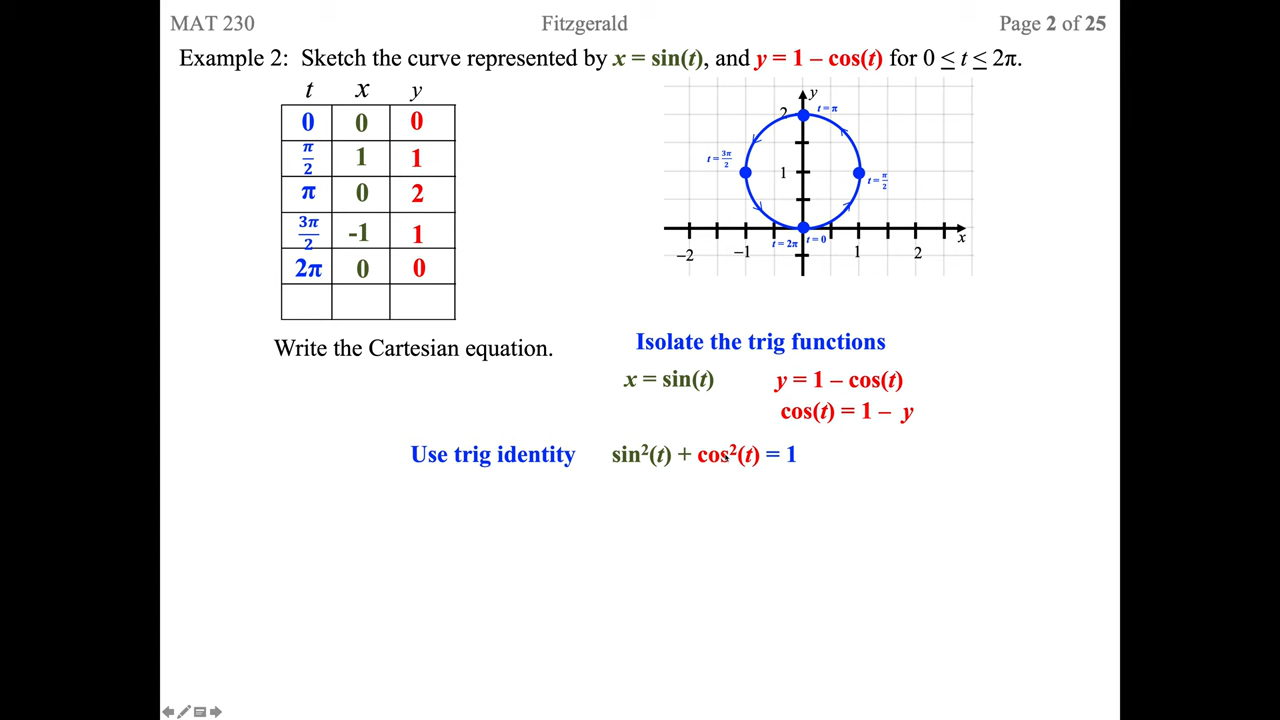 MAT 230 Fitzgerald Page 2 of 25
Example 2: Sketch the curve represented by x = sin(t), and y = 1 – cos(t) for 0 ≤ t ≤ 2π.
t x y
0 0 0
π/2 1 1
π 0 2
3π/2 -1 1
2π 0 0
y
2 t = π
t = 3π/2
1 t = π/2
t = 2π t = 0
x
−2 −1 1 2
Write the Cartesian equation.
Isolate the trig functions
x = sin(t) y = 1 – cos(t)
cos(t) = 1 – y
Use trig identity sin²(t) + cos²(t) = 1